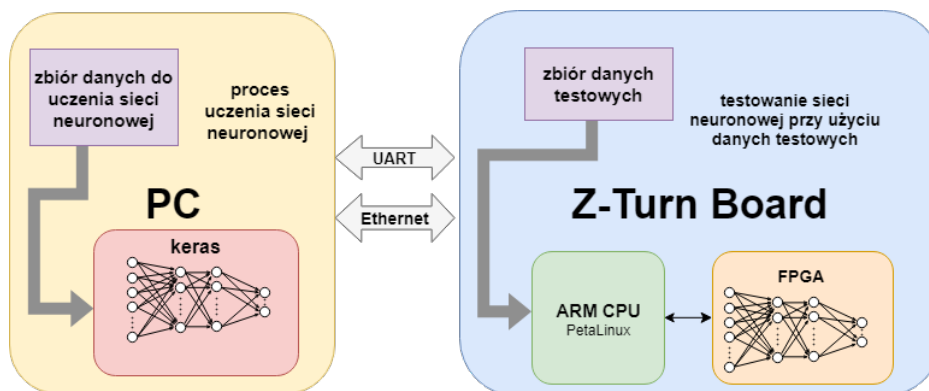 zbiór danych do
uczenia sieci
neuronowej
proces
uczenia sieci
neuronowej
PC
keras
UART
Ethernet
zbiór danych
testowych
testowanie sieci
neuronowej przy użyciu
danych testowych
Z-Turn Board
ARM CPU
PetaLinux
FPGA